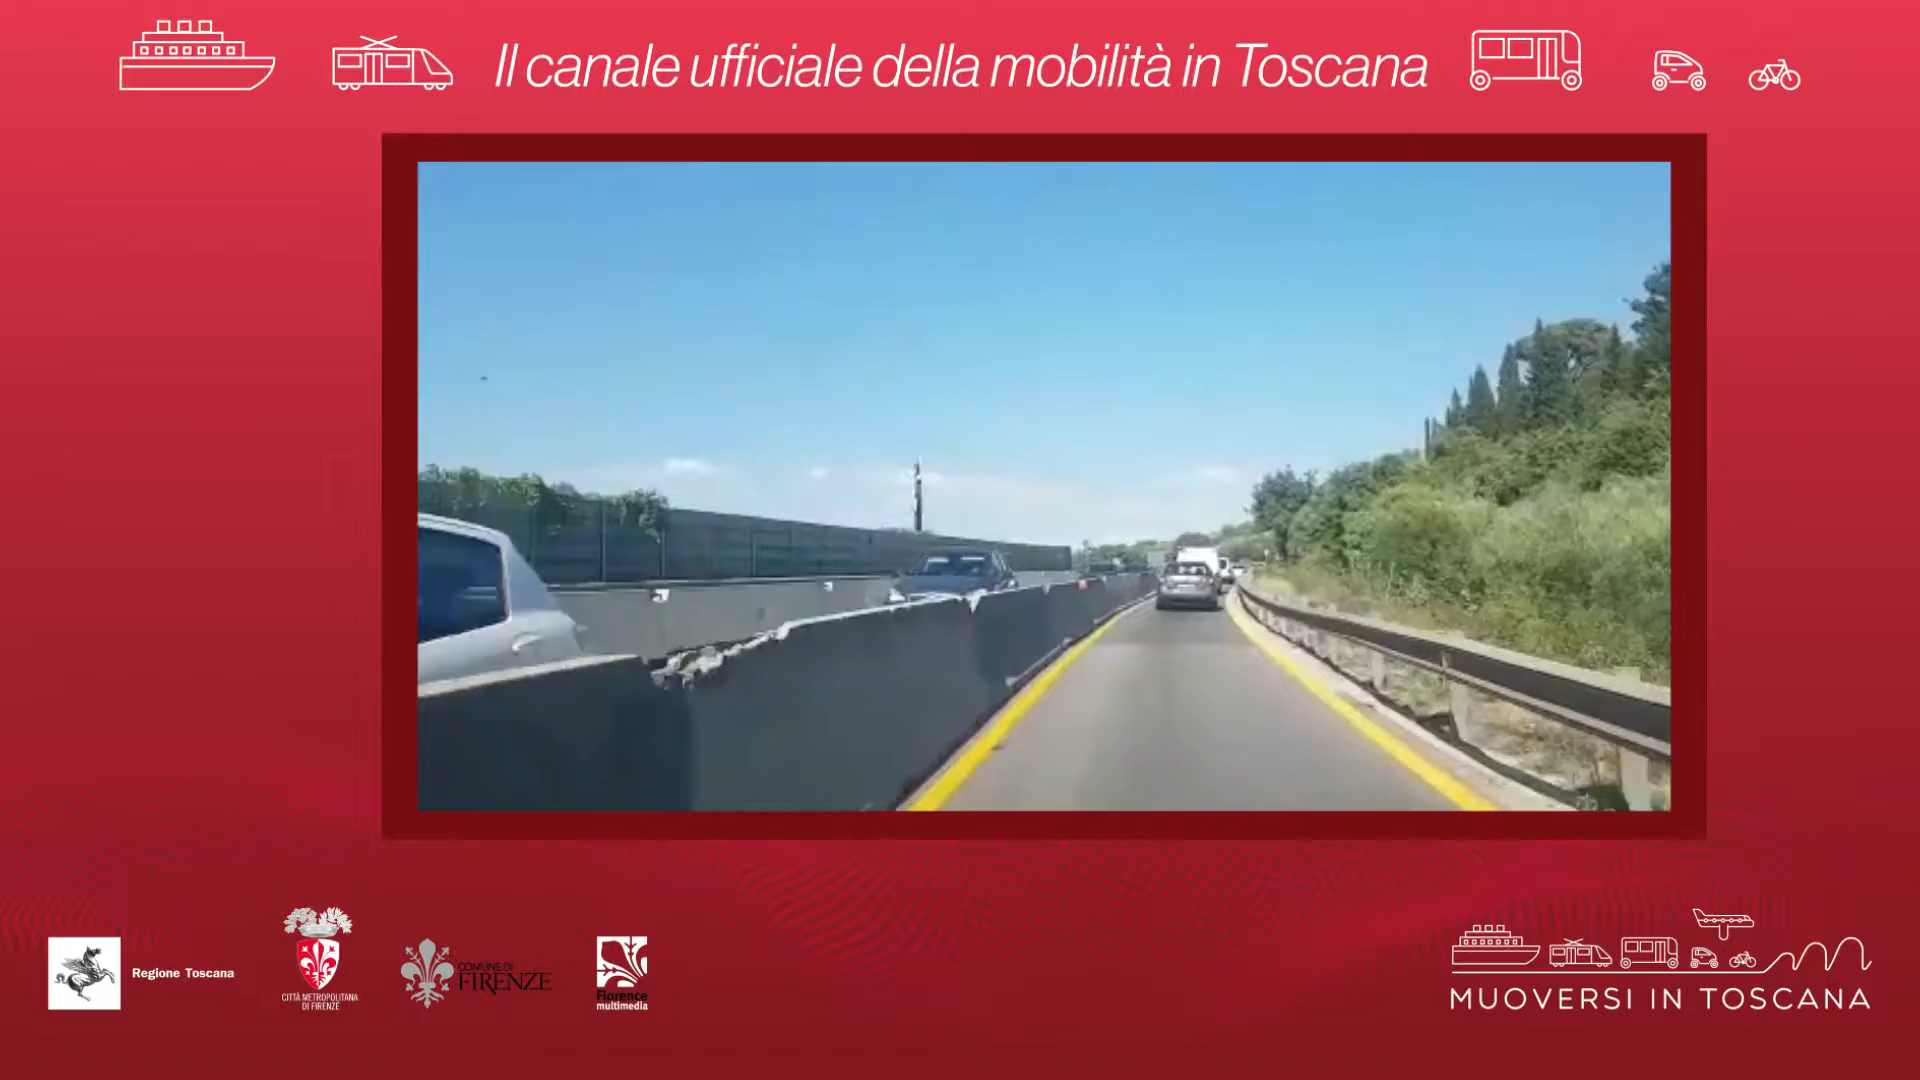 Il canale ufficiale della mobilità in Toscana
Regione Toscana
CITTÀ METROPOLITANA
DI FIRENZE
COMUNE DI
FIRENZE
Florence
multimedia
MUOVERSI IN TOSCANA